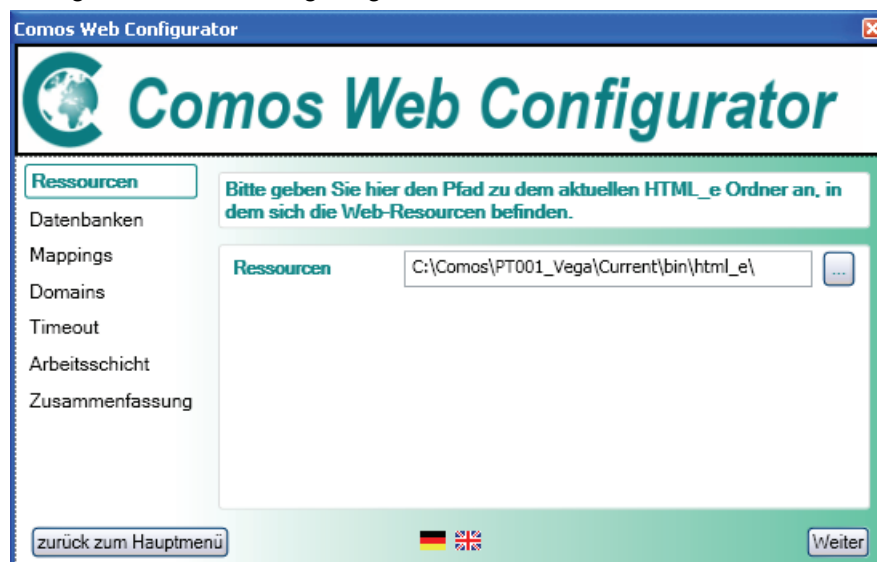 Comos Web Configurator
Comos Web Configurator
Ressourcen
Bitte geben Sie hier den Pfad zu dem aktuellen HTML_e Ordner an, in
dem sich die Web-Resourcen befinden.
Datenbanken
Mappings
Ressourcen
C:\Comos\PT001_Vega\Current\bin\html_e\
...
Domains
Timeout
Arbeitsschicht
Zusammenfassung
zurück zum Hauptmenü
Weiter